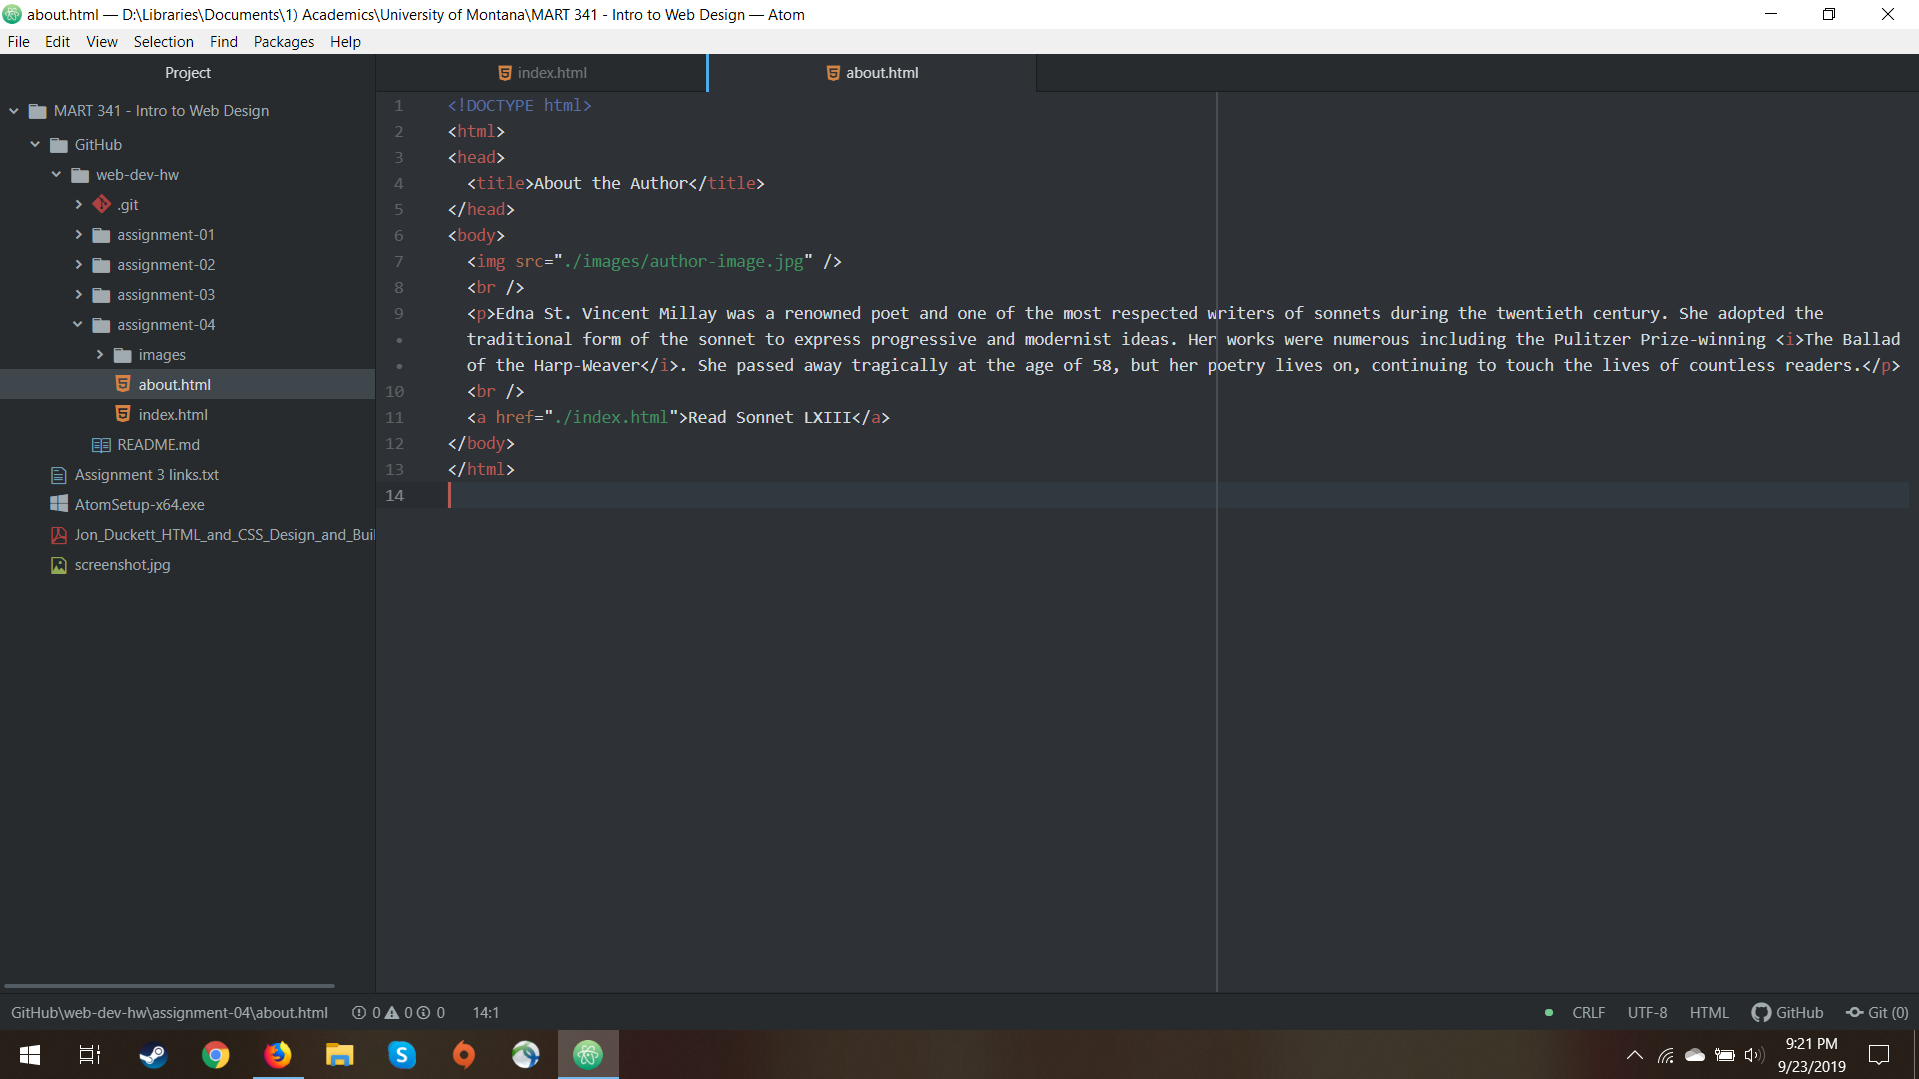 about.html — D:\Libraries\Documents\1) Academics\University of Montana\MART 341 - Intro to Web Design — Atom
File Edit View Selection Find Packages Help
Project
MART 341 - Intro to Web Design
GitHub
web-dev-hw
.git
assignment-01
assignment-02
assignment-03
assignment-04
images
about.html
index.html
README.md
Assignment 3 links.txt
AtomSetup-x64.exe
Jon_Duckett_HTML_and_CSS_Design_and_Bui
screenshot.jpg
index.html about.html
1 <!DOCTYPE html>
2 <html>
3 <head>
4 <title>About the Author</title>
5 </head>
6 <body>
7 <img src="./images/author-image.jpg" />
8 <br />
9 <p>Edna St. Vincent Millay was a renowned poet and one of the most respected writers of sonnets during the twentieth century. She adopted the
• traditional form of the sonnet to express progressive and modernist ideas. Her works were numerous including the Pulitzer Prize-winning <i>The Ballad
• of the Harp-Weaver</i>. She passed away tragically at the age of 58, but her poetry lives on, continuing to touch the lives of countless readers.</p>
10 <br />
11 <a href="./index.html">Read Sonnet LXIII</a>
12 </body>
13 </html>
14
GitHub\web-dev-hw\assignment-04\about.html 0 0 0 14:1 CRLF UTF-8 HTML GitHub Git (0)
9:21 PM
9/23/2019